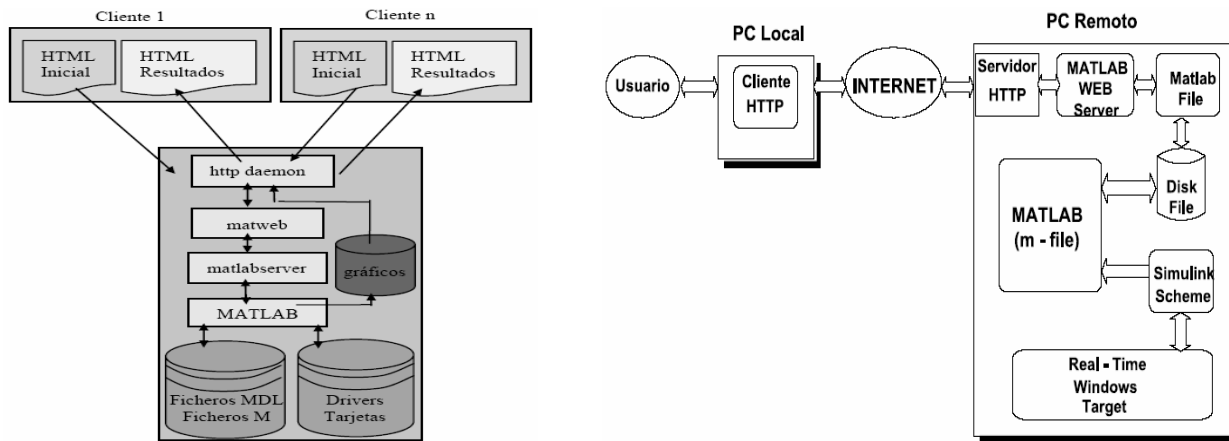 Cliente 1
Cliente n
HTML
Inicial
HTML
Resultados
HTML
Inicial
HTML
Resultados
http daemon
matweb
matlabserver
gráficos
MATLAB
Ficheros MDL
Ficheros M
Drivers
Tarjetas
PC Remoto
PC Local
Usuario
Cliente
HTTP
INTERNET
Servidor
HTTP
MATLAB
WEB
Server
Matlab
File
Disk
File
MATLAB
(m - file)
Simulink
Scheme
Real - Time
Windows
Target